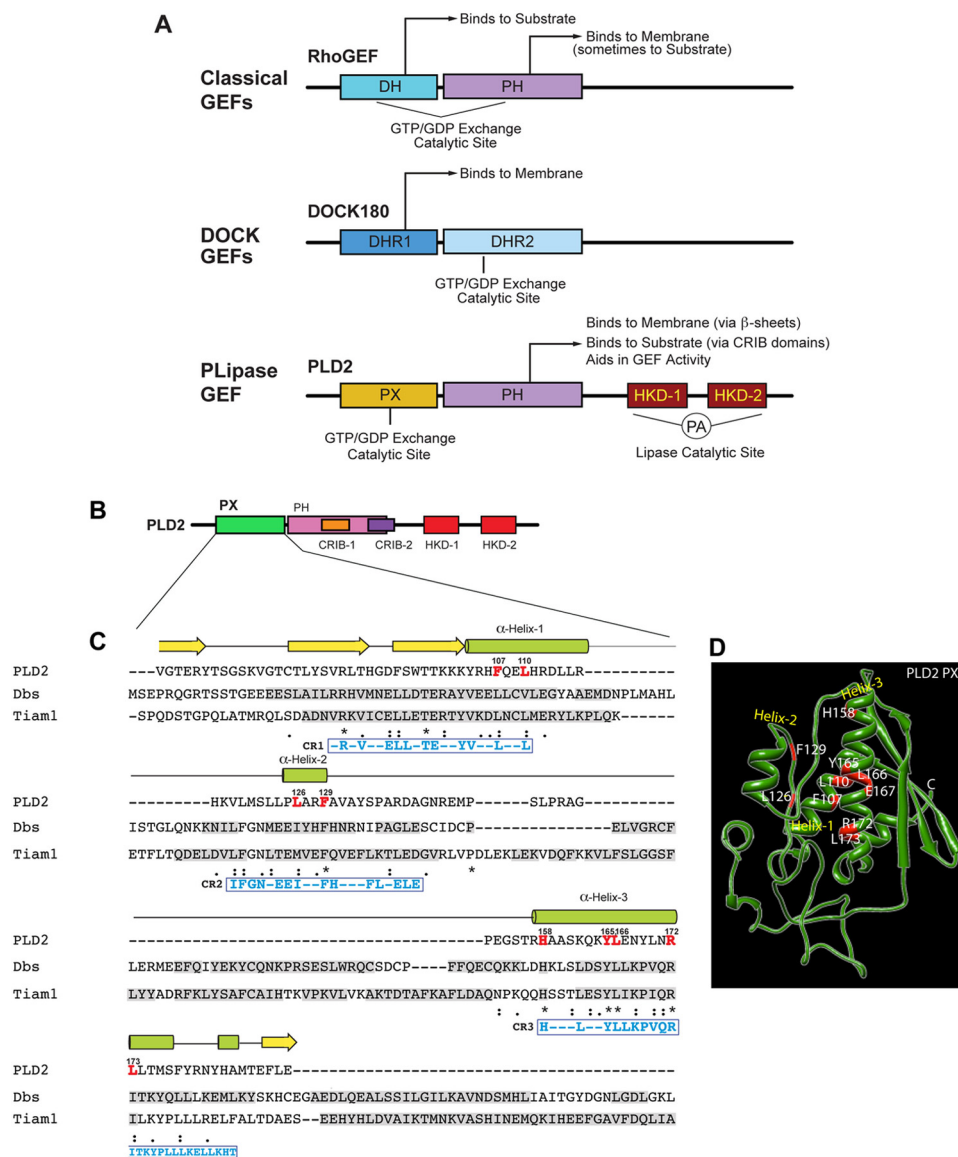 A
Classical
GEFs
RhoGEF
Binds to Substrate
Binds to Membrane
(sometimes to Substrate)
DH
PH
GTP/GDP Exchange
Catalytic Site
DOCK
GEFs
DOCK180
Binds to Membrane
DHR1
DHR2
GTP/GDP Exchange
Catalytic Site
PLipase
GEF
PLD2
Binds to Membrane (via β-sheets)
Binds to Substrate (via CRIB domains)
Aids in GEF Activity
PX
PH
HKD-1
HKD-2
PA
GTP/GDP Exchange
Catalytic Site
Lipase Catalytic Site
B
PLD2
PX
PH
CRIB-1
CRIB-2
HKD-1
HKD-2
C
α-Helix-1
107 110
PLD2 ---VGTERYTSGSKVGTCTLYSVRLTHGDFSWTTKKKYRHFQELHRDLLR------
Dbs MSEPRQGRTSSTGEEEESLAILRRHVMNELLDTERAYVEELLCVLEGYAAEMDNPLMAHL
Tiam1 -SPQDSTGPQLATMRQLSDADNVRKVICELLETERTYVKDLNCLMERYLKPLQK------
. * . :: * :. .: : : .
CR1 -R-V--ELL-TE--YV--L--L
α-Helix-2
126 129
PLD2 ---------HKVLMSLLPLARFAVAYSPARDAGNREMP------SLPRAG----------
Dbs ISTGLQNKKNILFGNMEEIYHFHNRNIPAGLESCIDCP---------------ELVGRCF
Tiam1 ETFLTQDELDVLFGNLTEMVEFQVEFLKTLEDGVRLVPDLEKLEKVDQFKKVLFSLGGSF
. : :. : * : . *
CR2 IFGN-EEI--FH---FL-ELE
α-Helix-3
158 165 166 172
PLD2 ---------------------------------------PEGSTRHAASKQKYLENYLNR
Dbs LERMEEFQIYEKYCQNKPRSESLWRQCSDCP----FFQECQKKLDHKLSLDSYLLKPVQR
Tiam1 LYYADRFKLYSAFCAIHTKVPKVLVKAKTDTAFKAFLDAQNPKQQHSSTLESYLIKPIQR
: . * : : ** : :: *
CR3 H---L--YLLKPVQR
173
PLD2 LLTMSFYRNYHAMTEFLE------------------------------------------
Dbs ITKYQLLLKEMLKYSKHCEGAEDLQEALSSILGILKAVNDSMHLIAITGYDGNLGDLGKL
Tiam1 ILKYPLLLRELFALTDAES--EEHYHLDVAIKTMNKVASHINEMQKIHEEFGAVFDQLIA
: . : .
ITKYPLLLKELLKHT
D
PLD2 PX
Helix-3
H158
Helix-2
F129
Y165
L166
L110
E167
C
L126
F107
Helix-1
R172
L173